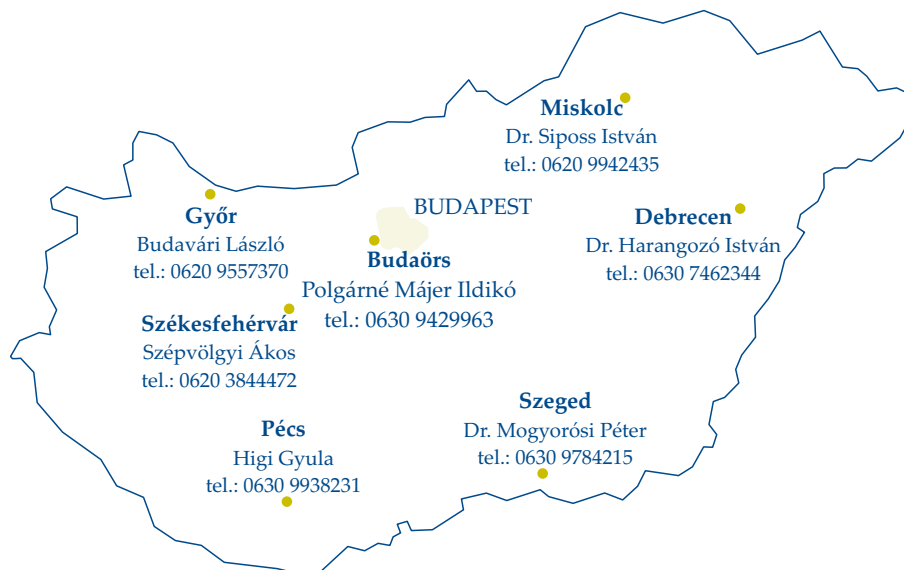 Miskolc
Dr. Siposs István
tel.: 0620 9942435
BUDAPEST
Győr
Budavári László
tel.: 0620 9557370
Debrecen
Dr. Harangozó István
tel.: 0630 7462344
Budaörs
Polgárné Májer Ildikó
tel.: 0630 9429963
Székesfehérvár
Szépvölgyi Ákos
tel.: 0620 3844472
Szeged
Dr. Mogyorósi Péter
tel.: 0630 9784215
Pécs
Higi Gyula
tel.: 0630 9938231